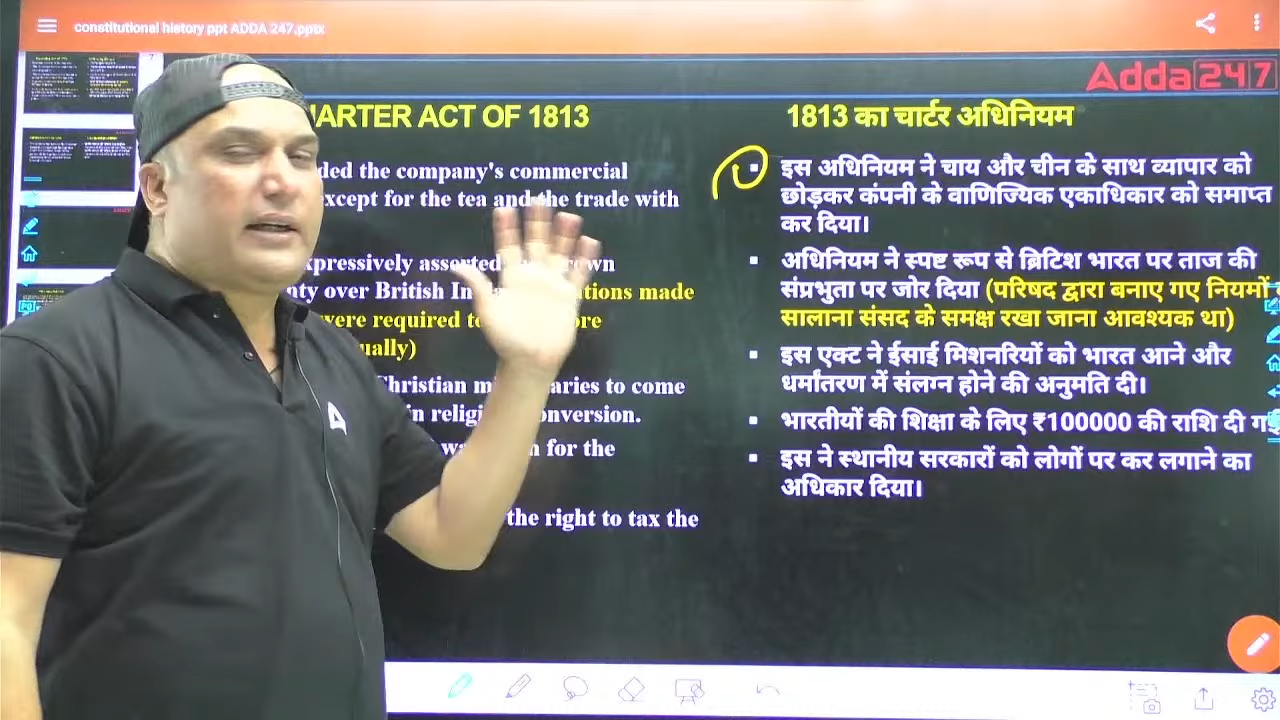 constitutional history ppt ADDA 247.pptx
Adda247
HARTER ACT OF 1813
ded the company's commercial
xcept for the tea and the trade with
xpressively asserted
nty over British In
tions made
were required to
ore
ually)
Christian mi
aries to come
in religi
onversion.
wa
n for the
the right to tax the
1813 का चार्टर अधिनियम
▪ इस अधिनियम ने चाय और चीन के साथ व्यापार को
छोड़कर कंपनी के वाणिज्यिक एकाधिकार को समाप्त
कर दिया।
▪ अधिनियम ने स्पष्ट रूप से ब्रिटिश भारत पर ताज की
संप्रभुता पर जोर दिया (परिषद द्वारा बनाए गए नियमों
सालाना संसद के समक्ष रखा जाना आवश्यक था)
▪ इस एक्ट ने ईसाई मिशनरियों को भारत आने और
धर्मांतरण में संलग्न होने की अनुमति दी।
▪ भारतीयों की शिक्षा के लिए ₹100000 की राशि दी गई
▪ इस ने स्थानीय सरकारों को लोगों पर कर लगाने का
अधिकार दिया।